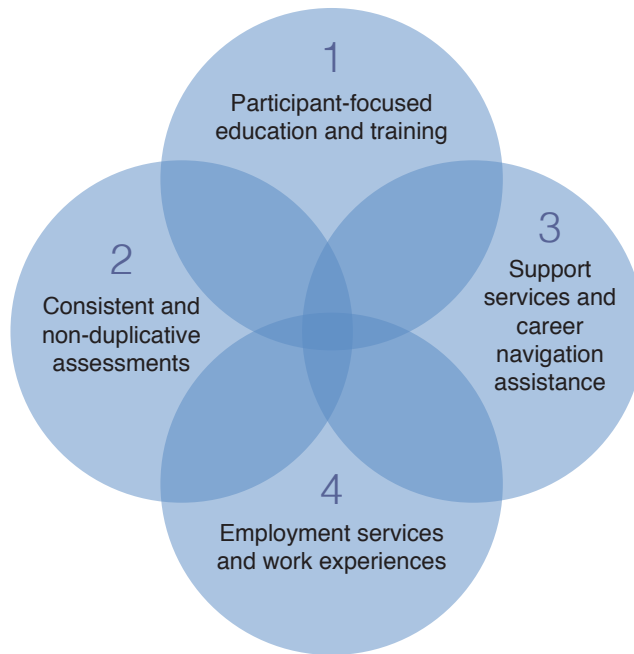 1
Participant-focused
education and training
2
Consistent and
non-duplicative
assessments
3
Support
services and
career
navigation
assistance
4
Employment services
and work experiences